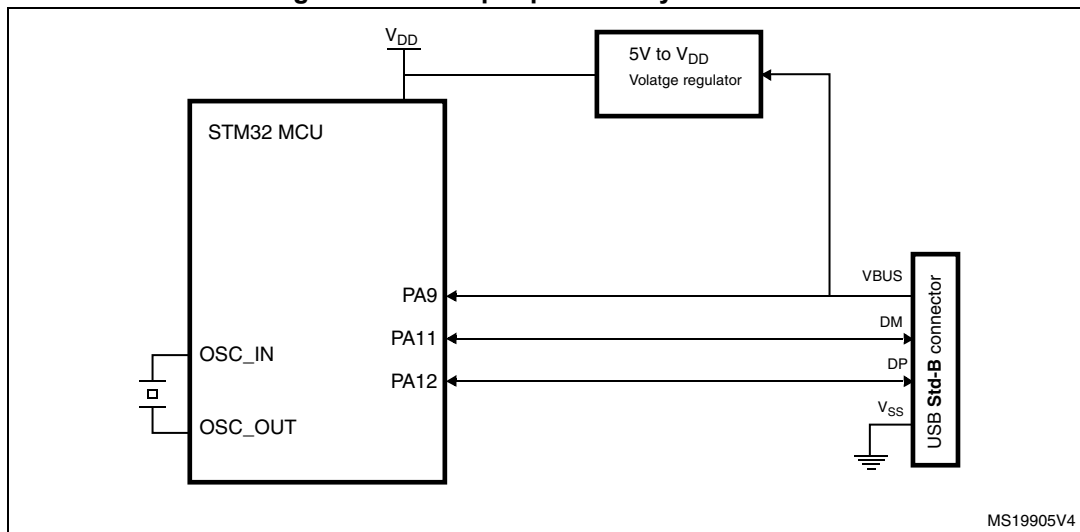 V_DD
5V to V_DD
Volatge regulator
STM32 MCU
VBUS
PA9
DM
PA11
OSC_IN
DP
PA12
V_SS
OSC_OUT
USB Std-B connector
MS19905V4